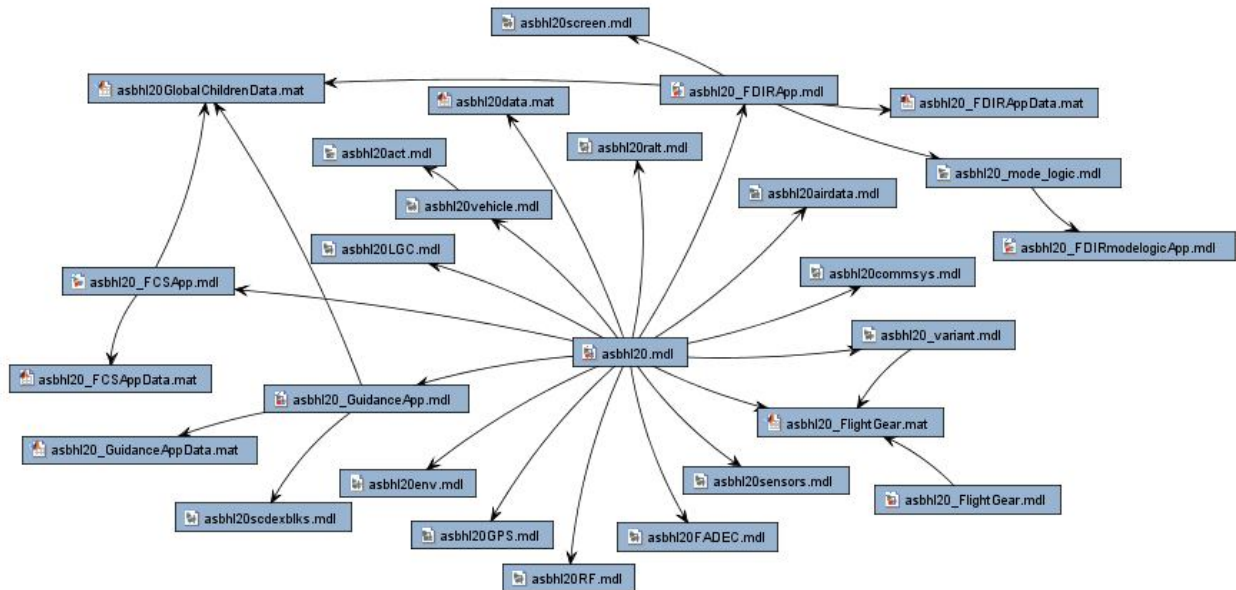 asbhl20screen.mdl
asbhl20GlobalChildrenData.mat
asbhl20data.mat
asbhl20_FDIRApp.mdl
asbhl20_FDIRAppData.mat
asbhl20act.mdl
asbhl20ralt.mdl
asbhl20_mode_logic.mdl
asbhl20vehicle.mdl
asbhl20airdata.mdl
asbhl20LGC.mdl
asbhl20_FDIRmodelogicApp.mdl
asbhl20_FCSApp.mdl
asbhl20commsys.mdl
asbhl20_variant.mdl
asbhl20.mdl
asbhl20_FCSAppData.mat
asbhl20_GuidanceApp.mdl
asbhl20_FlightGear.mat
asbhl20_GuidanceAppData.mat
asbhl20env.mdl
asbhl20sensors.mdl
asbhl20_FlightGear.mdl
asbhl20scdexblks.mdl
asbhl20GPS.mdl
asbhl20FADEC.mdl
asbhl20RF.mdl